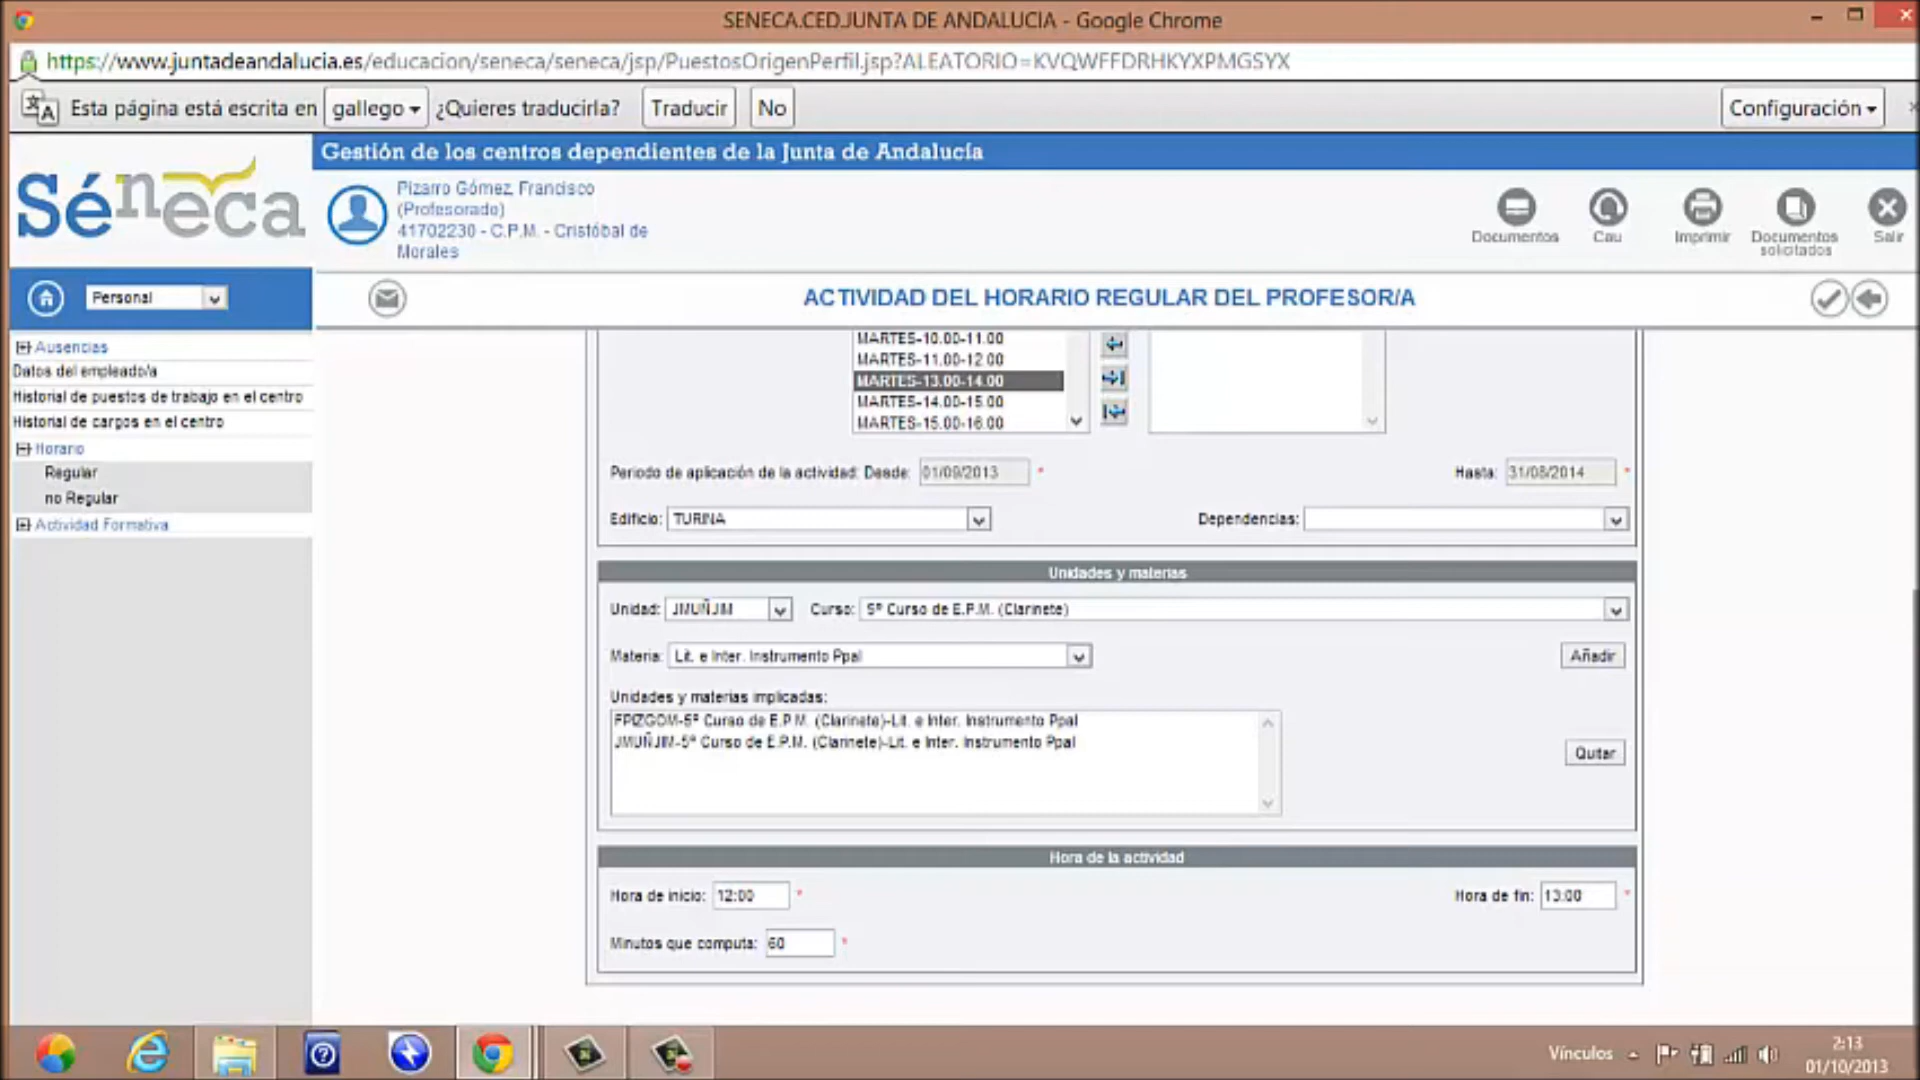 SENECA.CED.JUNTA DE ANDALUCIA - Google Chrome
https://www.juntadeandalucia.es/educacion/seneca/seneca/jsp/PuestosOrigenPerfil.jsp?ALEATORIO=KVQWFFDRHKYXPMGSYX
Esta página está escrita en gallego ¿Quieres traducirla? Traducir No Configuración
Séneca
Gestión de los centros dependientes de la Junta de Andalucía
Pizarro Gómez, Francisco
(Profesorado)
41702230 - C.P.M. - Cristóbal de
Morales
Documentos Cau Imprimir Documentos solicitados Salir
Personal
ACTIVIDAD DEL HORARIO REGULAR DEL PROFESOR/A
Ausencias
Datos del empleado/a
Historial de puestos de trabajo en el centro
Historial de cargos en el centro
Horario
Regular
no Regular
Actividad Formativa
MARTES-10.00-11.00
MARTES-11.00-12.00
MARTES-13.00-14.00
MARTES-14.00-15.00
MARTES-15.00-16.00
Periodo de aplicación de la actividad: Desde: 01/09/2013 * Hasta: 31/08/2014 *
Edificio: TURINA Dependencias:
Unidades y materias
Unidad: JMUÑJIM Curso: 5º Curso de E.P.M. (Clarinete)
Materia: Lit. e Inter. Instrumento Ppal Añadir
Unidades y materias implicadas:
FPIZGOM-5º Curso de E.P.M. (Clarinete)-Lit. e Inter. Instrumento Ppal
JMUÑJIM-5º Curso de E.P.M. (Clarinete)-Lit. e Inter. Instrumento Ppal
Quitar
Hora de la actividad
Hora de inicio: 12:00 * Hora de fin: 13:00 *
Minutos que computa: 60 *
Vínculos
2:13
01/10/2013